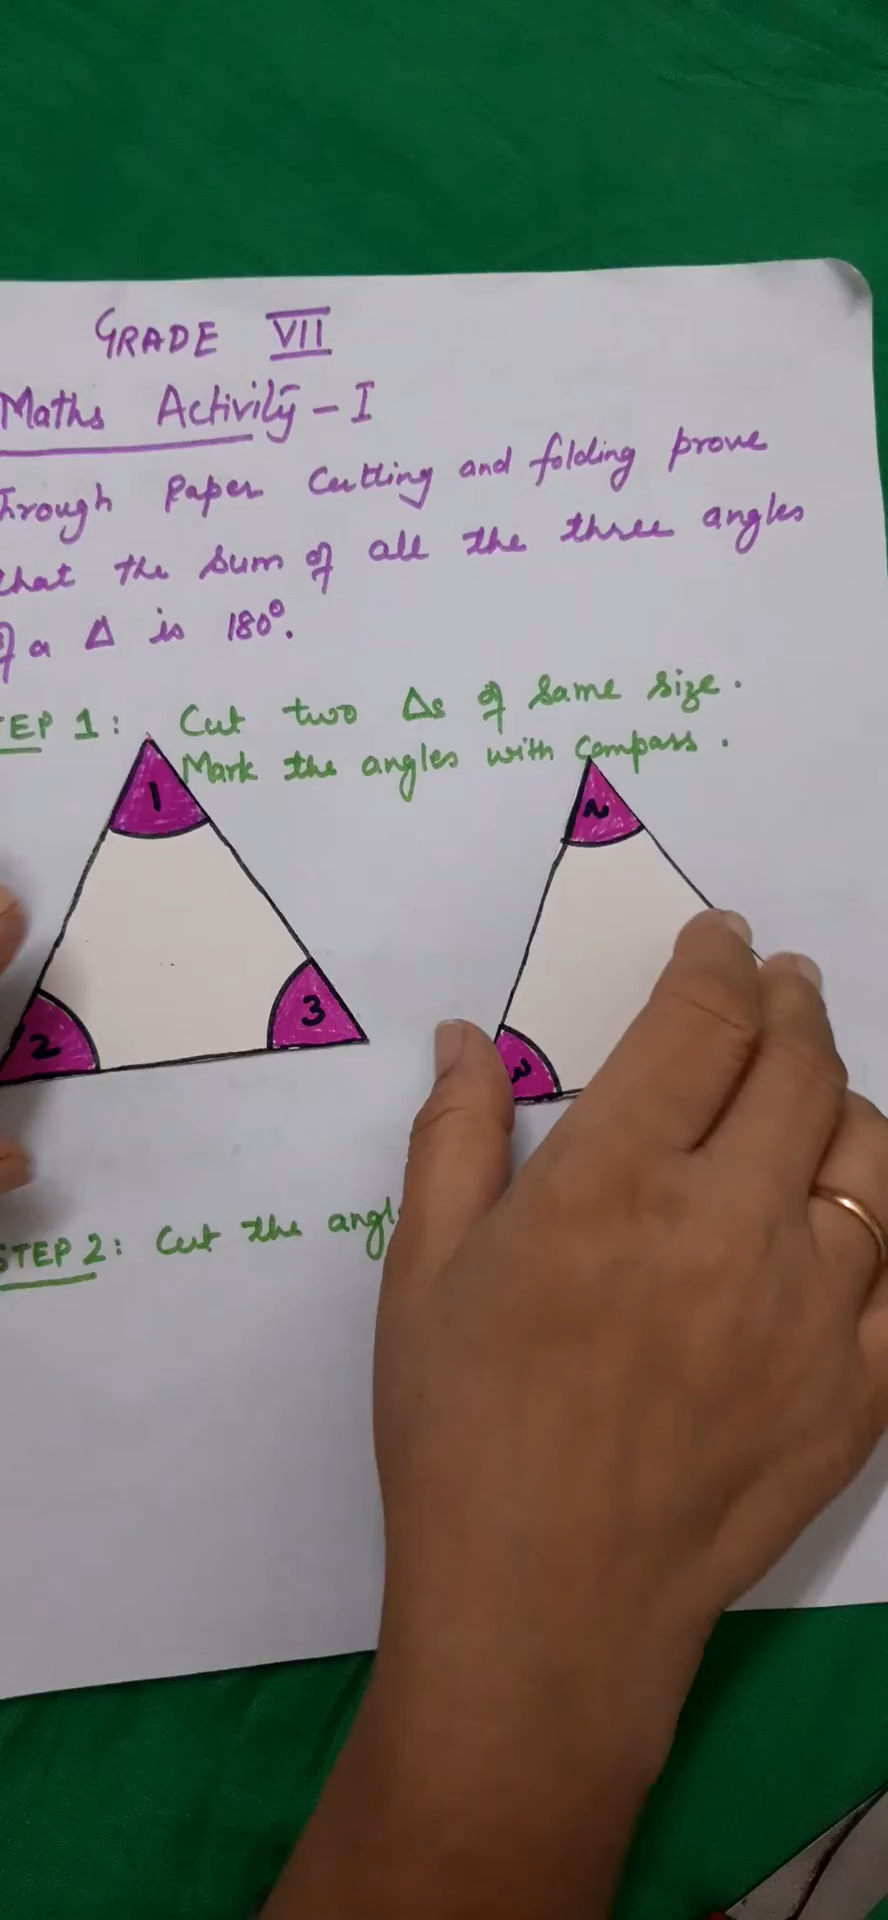 GRADE VII
Maths Activity - I
Through Paper Cutting and folding prove
that the sum of all the three angles
of a Δ is 180°.
STEP 1: Cut two Δs of same size.
Mark the angles with compass.
1
2
2
3
3
STEP 2: Cut the angl